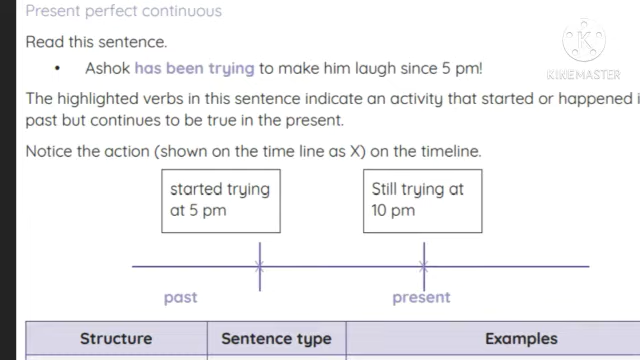 Present perfect continuous
Read this sentence.
• Ashok has been trying to make him laugh since 5 pm!
KINEMASTER
The highlighted verbs in this sentence indicate an activity that started or happened
past but continues to be true in the present.
Notice the action (shown on the time line as X) on the timeline.
started trying
at 5 pm
Still trying at
10 pm
past
present
Structure
Sentence type
Examples